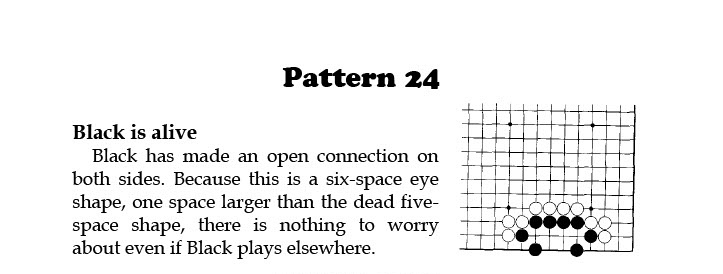 Pattern 24
Black is alive
Black has made an open connection on
both sides. Because this is a six-space eye
shape, one space larger than the dead five-
space shape, there is nothing to worry
about even if Black plays elsewhere.